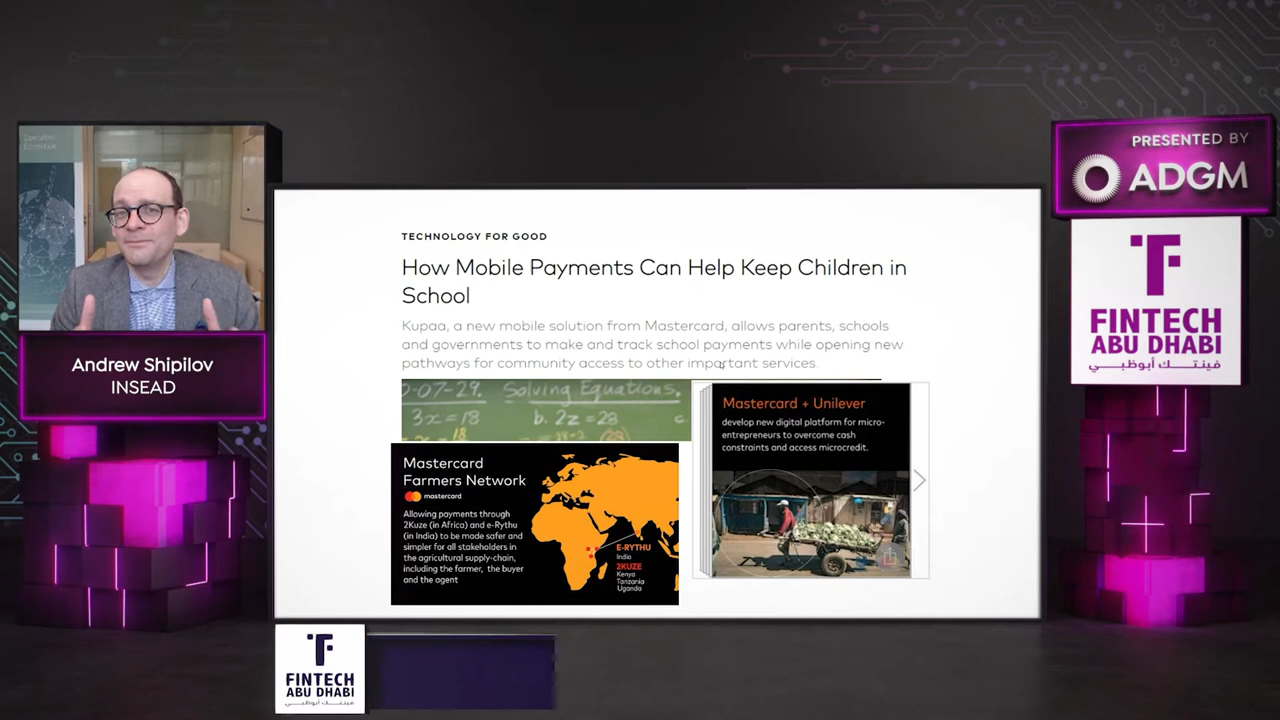 Andrew Shipilov
INSEAD
TECHNOLOGY FOR GOOD
How Mobile Payments Can Help Keep Children in
School
Kupaa, a new mobile solution from Mastercard, allows parents, schools
and governments to make and track school payments while opening new
pathways for community access to other important services.
0-07-29. Solving Equations.
3x=18 b. 2z=28 c.
Mastercard
Farmers Network
mastercard
Allowing payments through
2Kuze (in Africa) and e-Rythu
(in India) to be made safer and
simpler for all stakeholders in
the agricultural supply-chain,
including the farmer, the buyer
and the agent
E-RYTHU
India
2KUZE
Kenya
Tanzania
Uganda
Mastercard + Unilever
develop new digital platform for micro-
entrepreneurs to overcome cash
constraints and access microcredit.
PRESENTED BY
ADGM
FINTECH
ABU DHABI
فينتك أبوظبي
FINTECH
ABU DHABI
فينتك أبوظبي